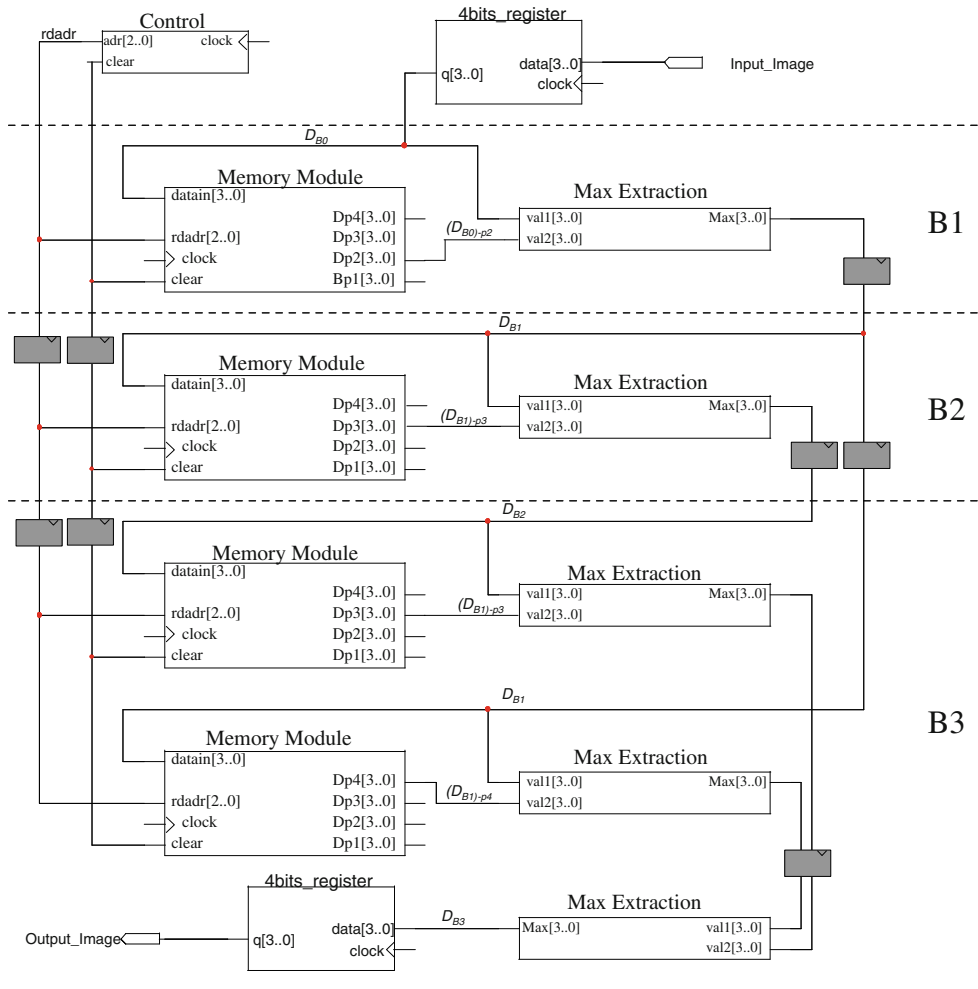 4bits_register
Control
rdadr
adr[2..0]
clock
clear
q[3..0]
data[3..0]
clock
Input_Image
D_B0
Memory Module
datain[3..0]
Dp4[3..0]
rdadr[2..0]
Dp3[3..0]
clock
Dp2[3..0]
clear
Bp1[3..0]
(D_B0)-p2
Max Extraction
val1[3..0]
Max[3..0]
val2[3..0]
B1
D_B1
Memory Module
datain[3..0]
Dp4[3..0]
rdadr[2..0]
Dp3[3..0]
clock
Dp2[3..0]
clear
Dp1[3..0]
(D_B1)-p3
Max Extraction
val1[3..0]
Max[3..0]
val2[3..0]
B2
D_B2
Memory Module
datain[3..0]
Dp4[3..0]
rdadr[2..0]
Dp3[3..0]
clock
Dp2[3..0]
clear
Dp1[3..0]
(D_B1)-p3
Max Extraction
val1[3..0]
Max[3..0]
val2[3..0]
B3
D_B1
Memory Module
datain[3..0]
Dp4[3..0]
rdadr[2..0]
Dp3[3..0]
clock
Dp2[3..0]
clear
Dp1[3..0]
(D_B1)-p4
Max Extraction
val1[3..0]
Max[3..0]
val2[3..0]
4bits_register
Output_Image
q[3..0]
data[3..0]
clock
D_B3
Max Extraction
Max[3..0]
val1[3..0]
val2[3..0]